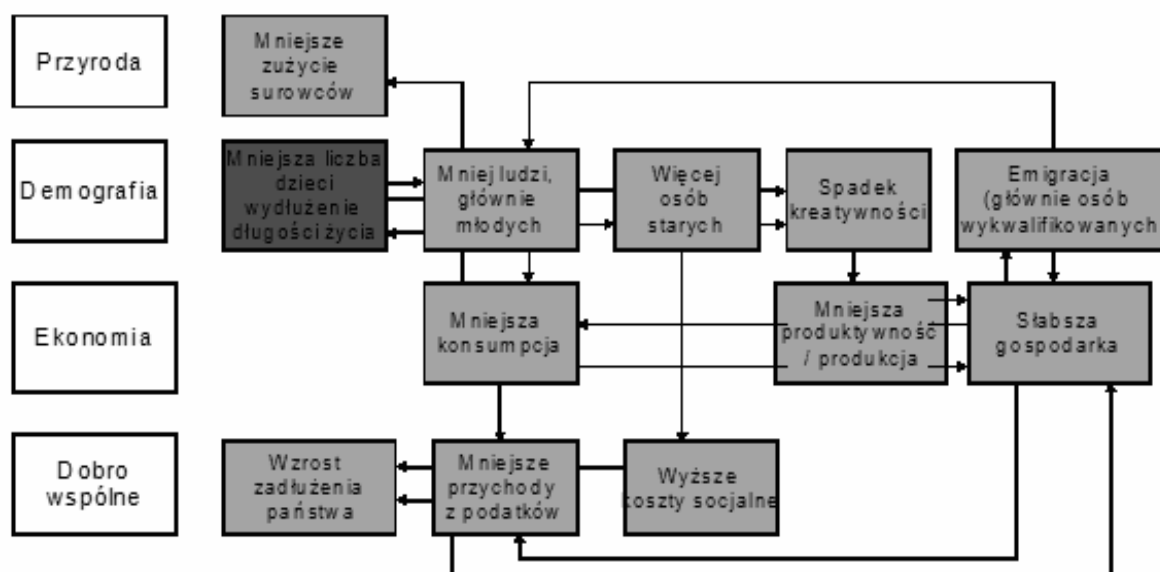 Przyroda
Mniejsze
zużycie
surowców
Demografia
Mniejsza liczba
dzieci
wydłużenie
długości życia
Mniej ludzi,
głównie
młodych
Więcej
osób
starych
Spadek
kreatywności
Emigracja
(głównie osób
wykwalifikowanych
Ekonomia
Mniejsza
konsumpcja
Mniejsza
produktywność
/ produkcja
Słabsza
gospodarka
Dobro
wspólne
Wzrost
zadłużenia
państwa
Mniejsze
przychody
z podatków
Wyższe
koszty socjalne